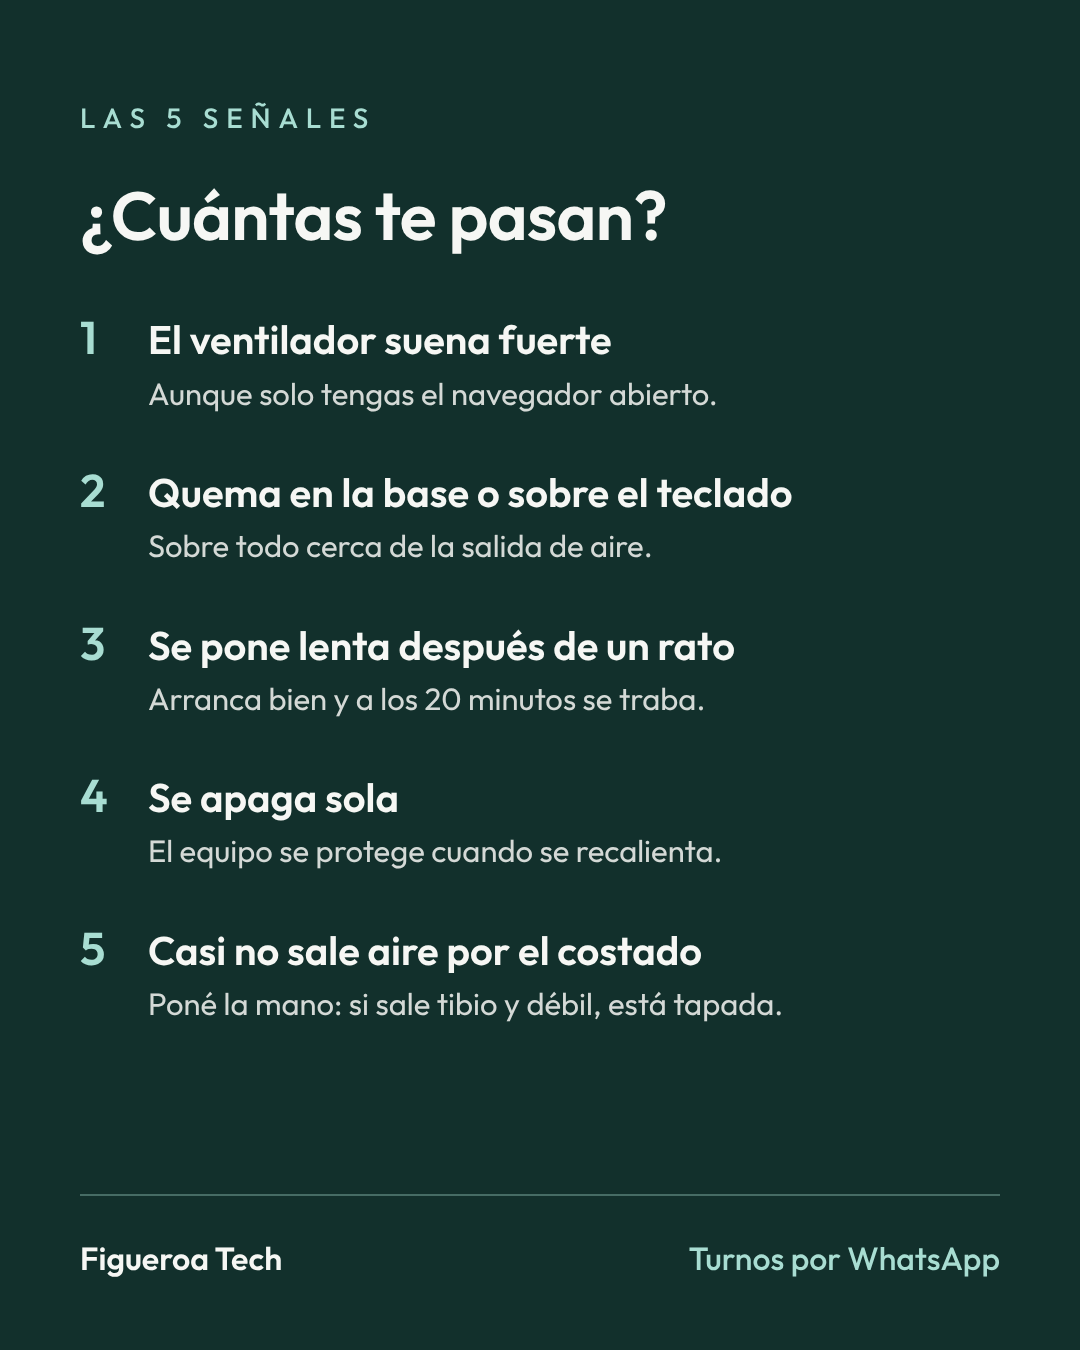 LAS 5 SEÑALES
¿Cuántas te pasan?
1 El ventilador suena fuerte
Aunque solo tengas el navegador abierto.
2 Quema en la base o sobre el teclado
Sobre todo cerca de la salida de aire.
3 Se pone lenta después de un rato
Arranca bien y a los 20 minutos se traba.
4 Se apaga sola
El equipo se protege cuando se recalienta.
5 Casi no sale aire por el costado
Poné la mano: si sale tibio y débil, está tapada.
Figueroa Tech Turnos por WhatsApp